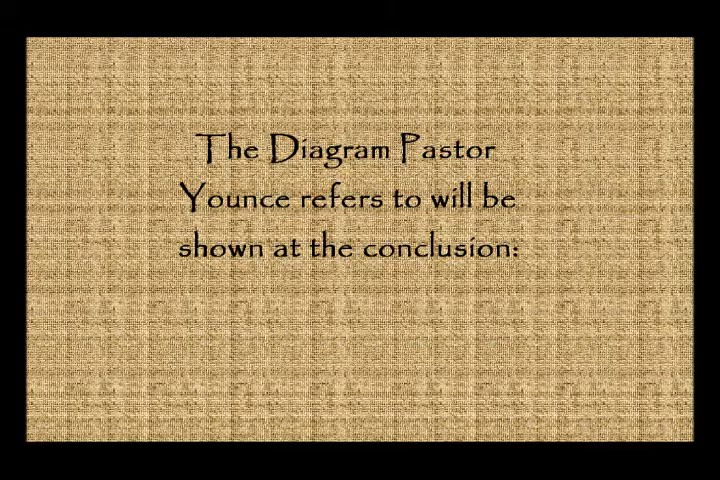 The Diagram Pastor
Younce refers to will be
shown at the conclusion: